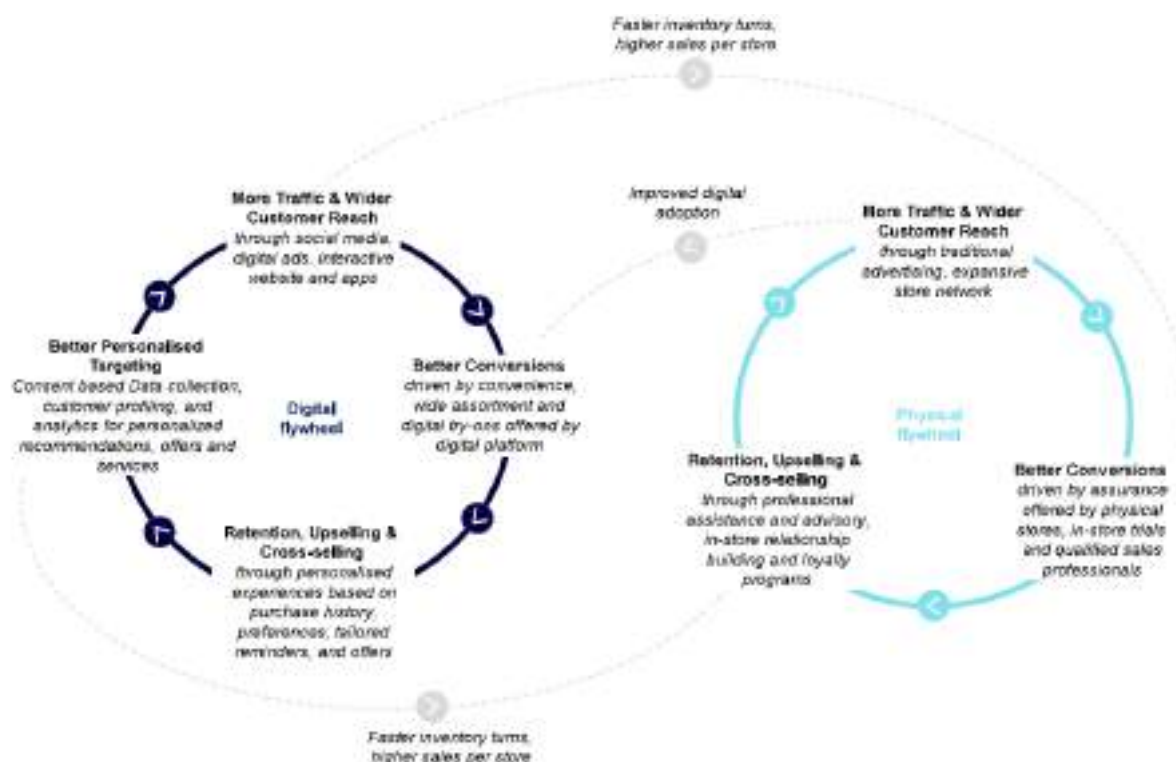 Faster inventory turns,
higher sales per store
Improved digital
adoption
More Traffic & Wider
Customer Reach
through social media,
digital ads, interactive
website and apps
More Traffic & Wider
Customer Reach
through traditional
advertising, expansive
store network
Better Personalised
Targeting
Consent based Data collection,
customer profiling, and
analytics for personalized
recommendations, offers and
services
Digital
flywheel
Better Conversions
driven by convenience,
wide assortment and
digital try-ons offered by
digital platform
Physical
flywheel
Retention, Upselling &
Cross-selling
through professional
assistance and advisory,
in-store relationship
building and loyalty
programs
Better Conversions
driven by assurance
offered by physical
stores, in-store trials
and qualified sales
professionals
Retention, Upselling &
Cross-selling
through personalised
experiences based on
purchase history
preferences, tailored
reminders, and offers
Faster inventory turns,
higher sales per store